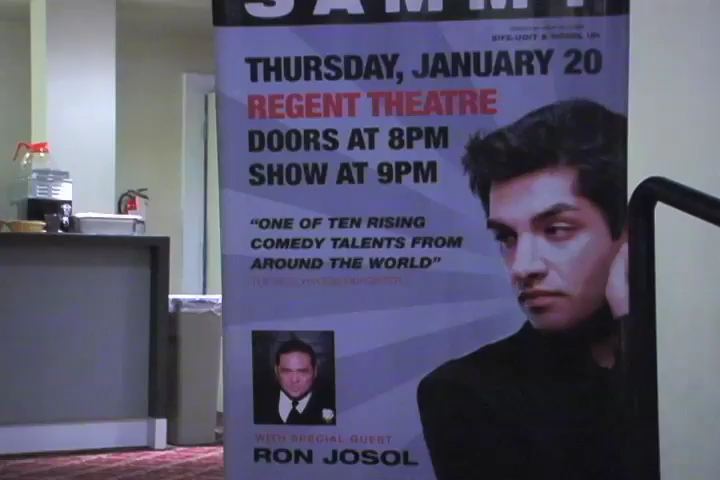 SAMMY
THURSDAY, JANUARY 20
REGENT THEATRE
DOORS AT 8PM
SHOW AT 9PM
"ONE OF TEN RISING
COMEDY TALENTS FROM
AROUND THE WORLD"
WITH SPECIAL GUEST
RON JOSOL